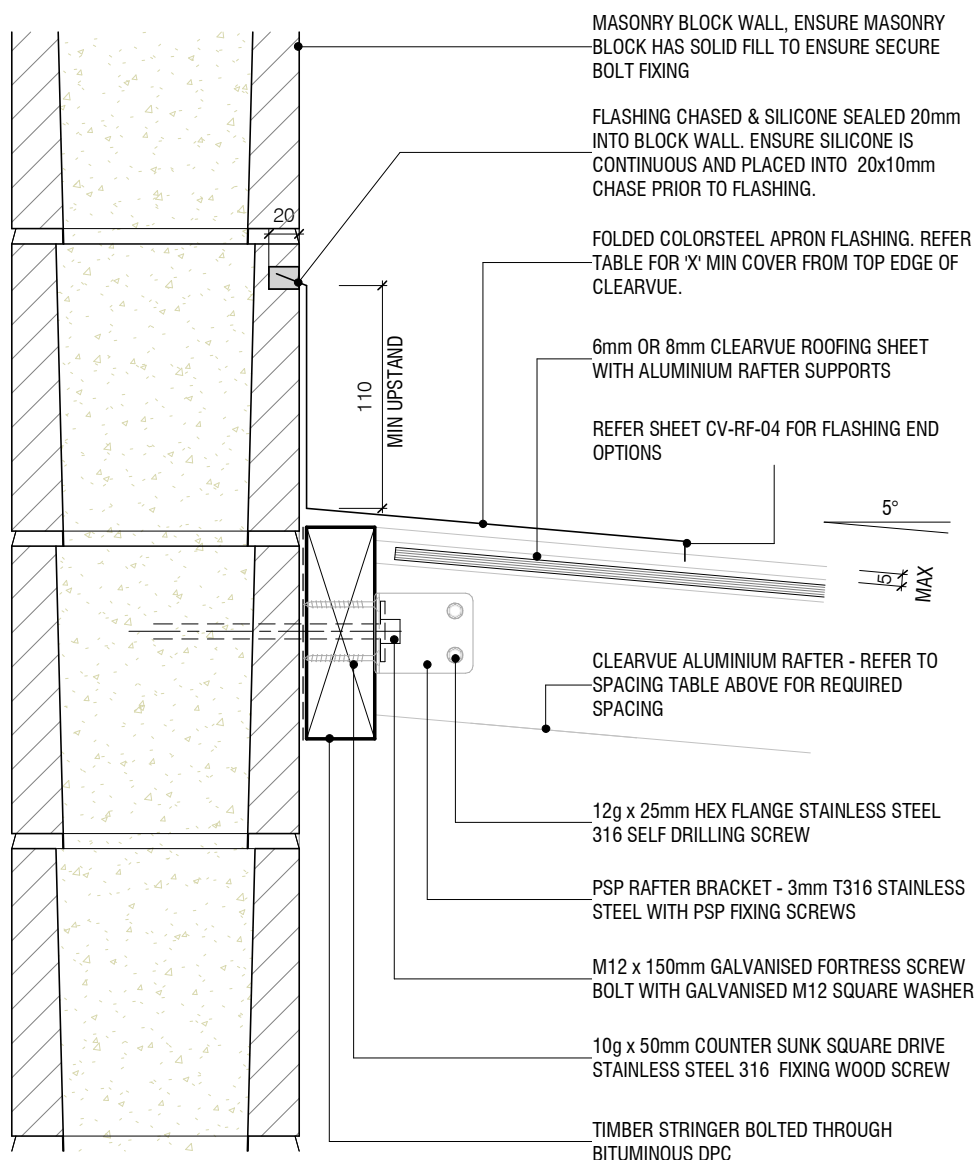 MASONRY BLOCK WALL, ENSURE MASONRY
BLOCK HAS SOLID FILL TO ENSURE SECURE
BOLT FIXING
FLASHING CHASED & SILICONE SEALED 20mm
INTO BLOCK WALL. ENSURE SILICONE IS
CONTINUOUS AND PLACED INTO 20x10mm
CHASE PRIOR TO FLASHING.
20
FOLDED COLORSTEEL APRON FLASHING. REFER
TABLE FOR 'X' MIN COVER FROM TOP EDGE OF
CLEARVUE.
110
MIN UPSTAND
6mm OR 8mm CLEARVUE ROOFING SHEET
WITH ALUMINIUM RAFTER SUPPORTS
REFER SHEET CV-RF-04 FOR FLASHING END
OPTIONS
5°
5
MAX
CLEARVUE ALUMINIUM RAFTER - REFER TO
SPACING TABLE ABOVE FOR REQUIRED
SPACING
12g x 25mm HEX FLANGE STAINLESS STEEL
316 SELF DRILLING SCREW
PSP RAFTER BRACKET - 3mm T316 STAINLESS
STEEL WITH PSP FIXING SCREWS
M12 x 150mm GALVANISED FORTRESS SCREW
BOLT WITH GALVANISED M12 SQUARE WASHER
10g x 50mm COUNTER SUNK SQUARE DRIVE
STAINLESS STEEL 316 FIXING WOOD SCREW
TIMBER STRINGER BOLTED THROUGH
BITUMINOUS DPC